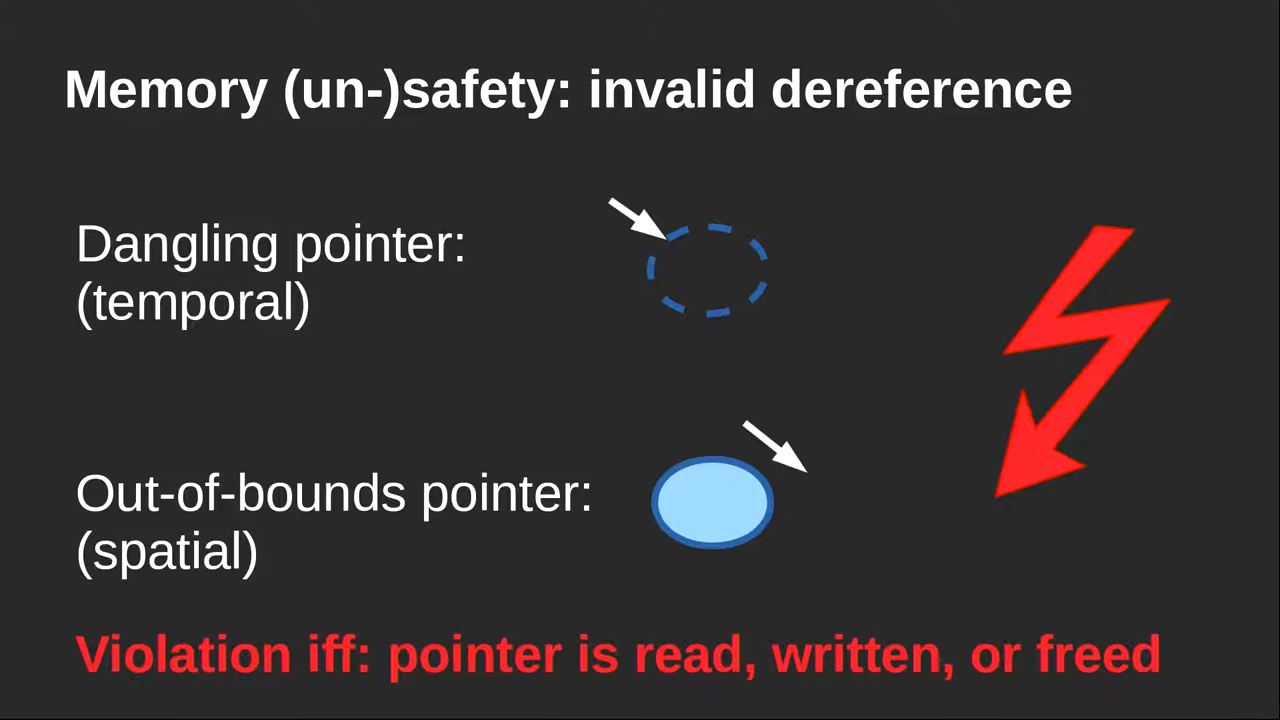 Memory (un-)safety: invalid dereference
Dangling pointer:
(temporal)
Out-of-bounds pointer:
(spatial)
Violation iff: pointer is read, written, or freed